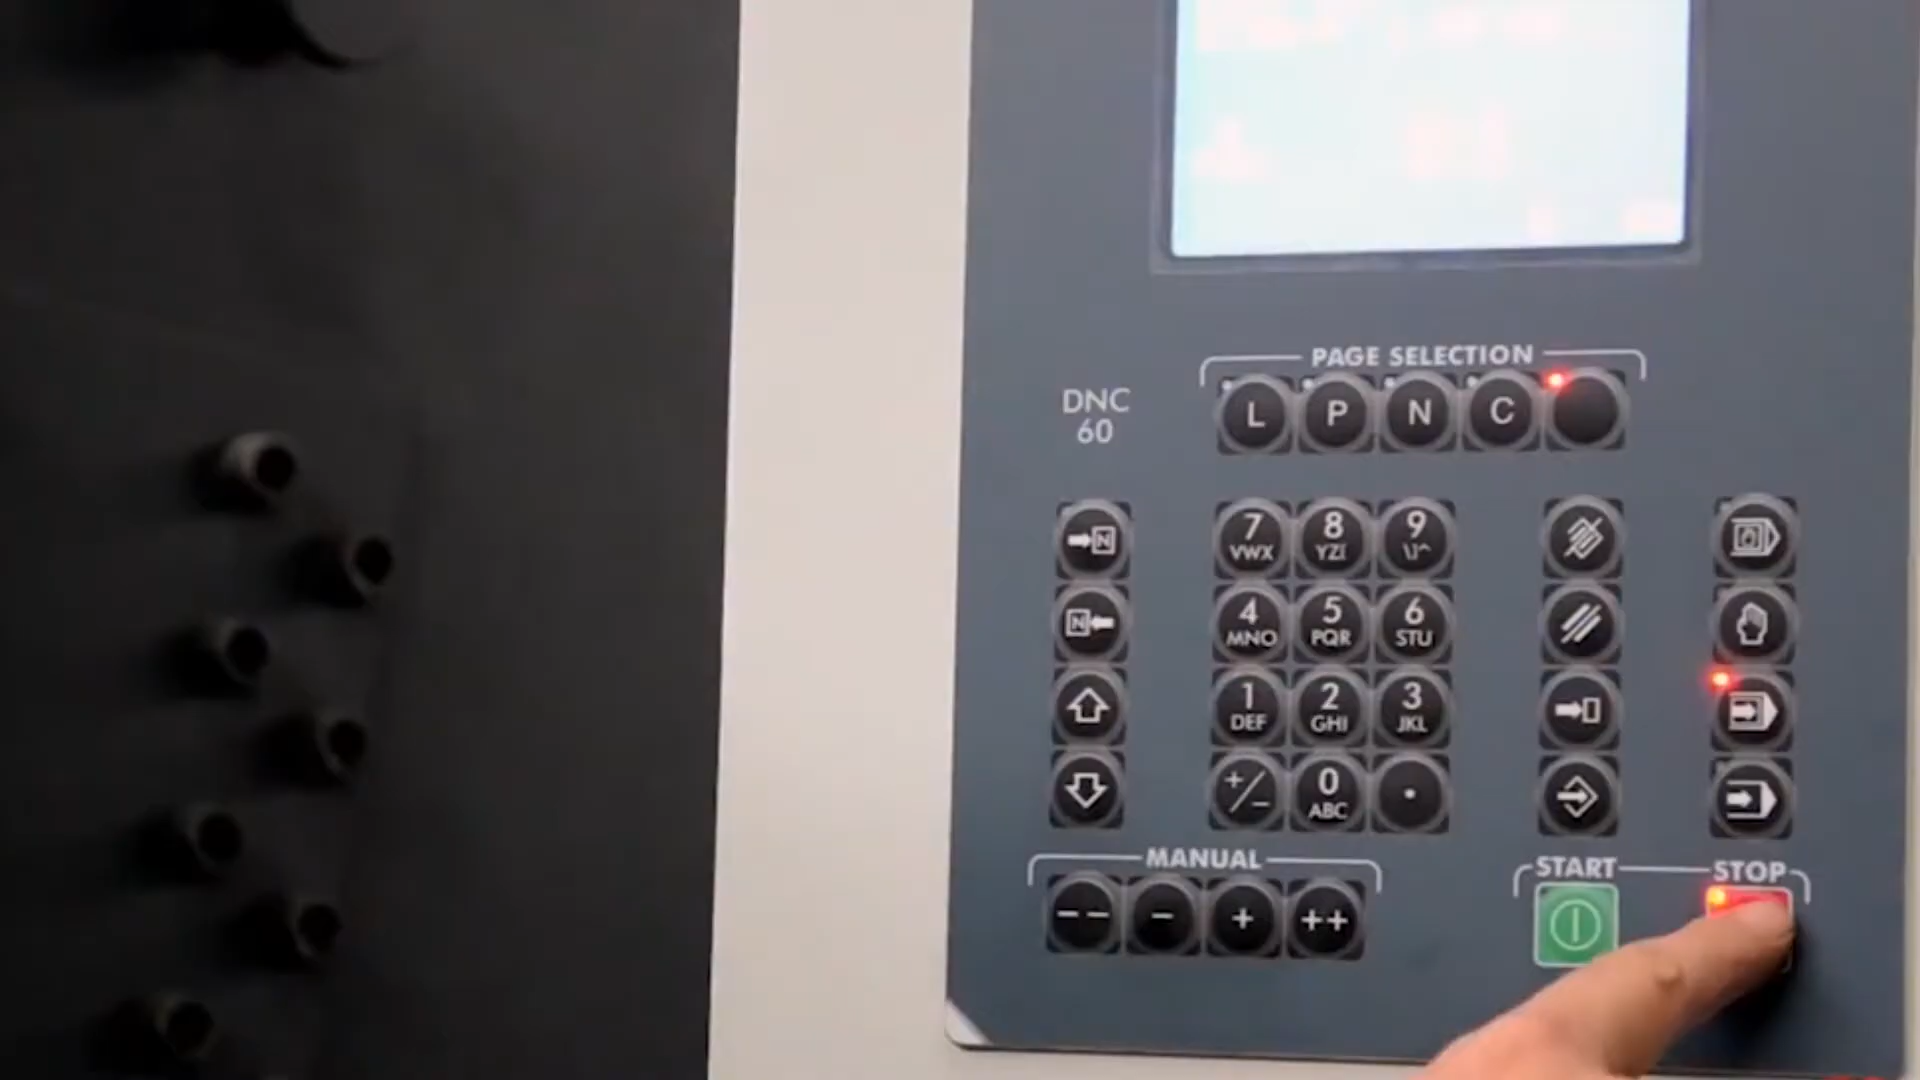 PAGE SELECTION
DNC
60
L P N C
N
7 8 9
VWX YZ[ \]^
N
4 5 6
MNO PQR STU
1 2 3
DEF GHI JKL
+/- 0 .
ABC
MANUAL
START STOP
-- - + ++